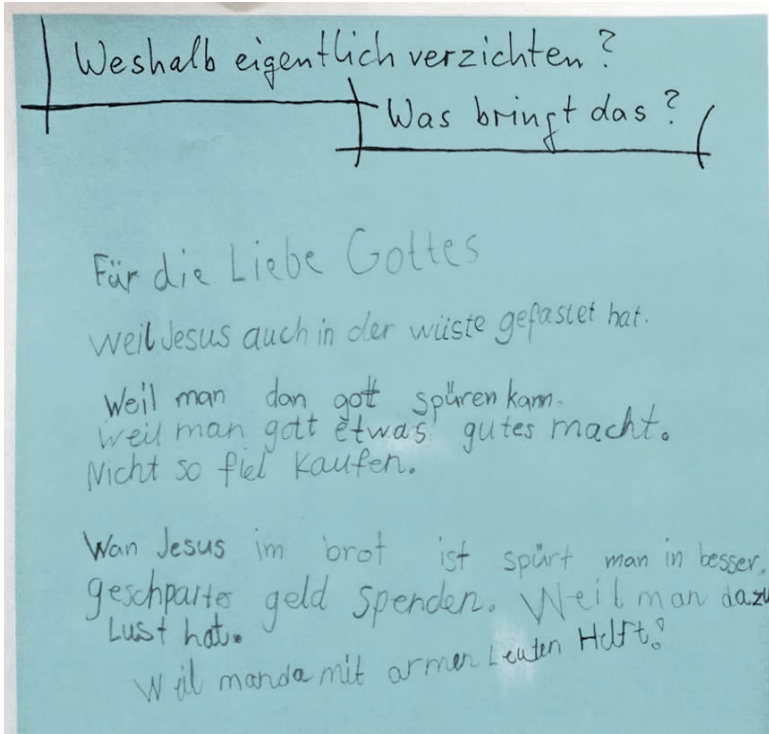 Weshalb eigentlich verzichten?
Was bringt das?
Für die Liebe Gottes
weil Jesus auch in der wüste gefastet hat.
Weil man dan gott spüren kann.
weil man gott etwas gutes macht.
Nicht so fiel kaufen.
Wan Jesus im brot ist spürt man in besser.
geschpartes geld spenden. Weil man dazu
Lust hat.
Weil manda mit armen Leuten Helft!